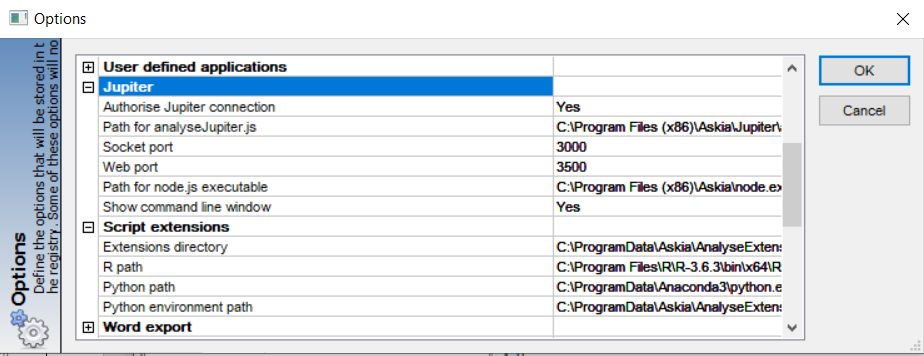 Options
Options
Define the options that will be stored in t
he registry. Some of these options will no
User defined applications
Jupiter
Authorise Jupiter connection Yes
Path for analyseJupiter.js C:\Program Files (x86)\Askia\Jupiter\
Socket port 3000
Web port 3500
Path for node.js executable C:\Program Files (x86)\Askia\node.ex
Show command line window Yes
Script extensions
Extensions directory C:\ProgramData\Askia\AnalyseExten
R path C:\Program Files\R\R-3.6.3\bin\x64\R
Python path C:\ProgramData\Anaconda3\python.e
Python environment path C:\ProgramData\Askia\AnalyseExten
Word export
OK
Cancel